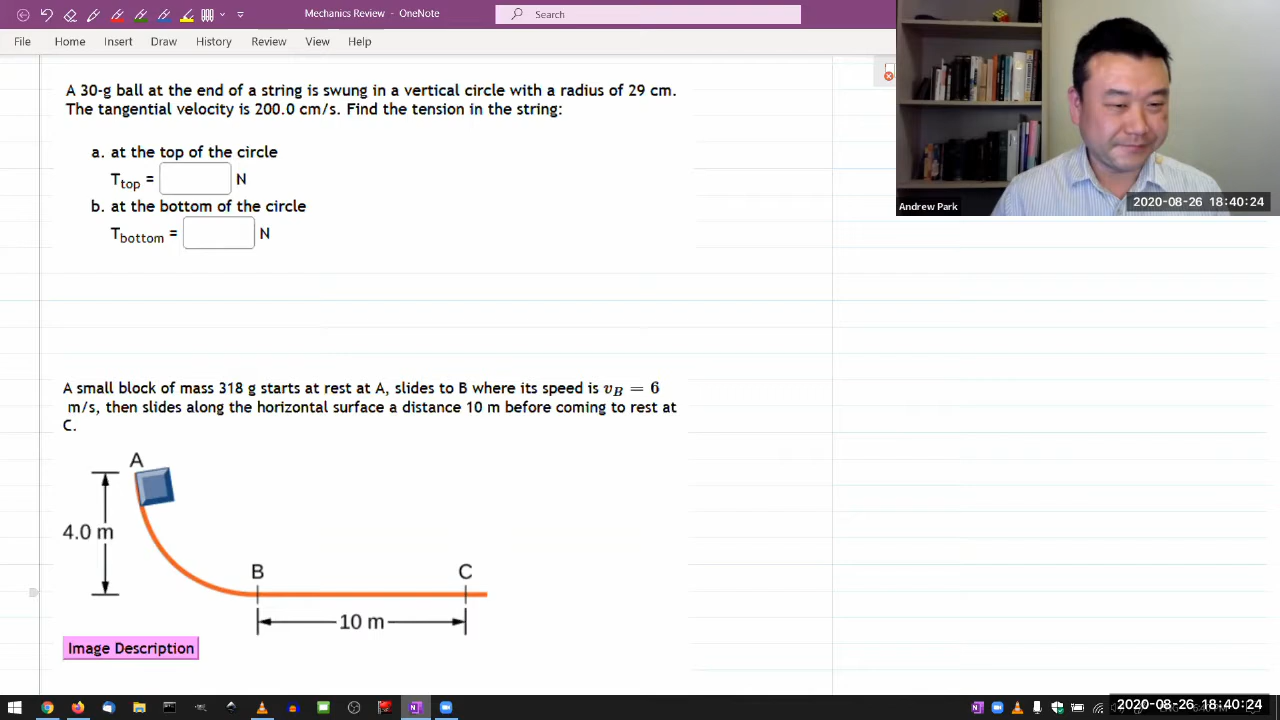 Mechanics Review - OneNote
Search
File Home Insert Draw History Review View Help
A 30-g ball at the end of a string is swung in a vertical circle with a radius of 29 cm.
The tangential velocity is 200.0 cm/s. Find the tension in the string:
a. at the top of the circle
Ttop = N
b. at the bottom of the circle
Tbottom = N
A small block of mass 318 g starts at rest at A, slides to B where its speed is vB = 6
m/s, then slides along the horizontal surface a distance 10 m before coming to rest at
C.
A
4.0 m
B
C
10 m
Image Description
Andrew Park
2020-08-26 18:40:24
2020-08-26 18:40:24